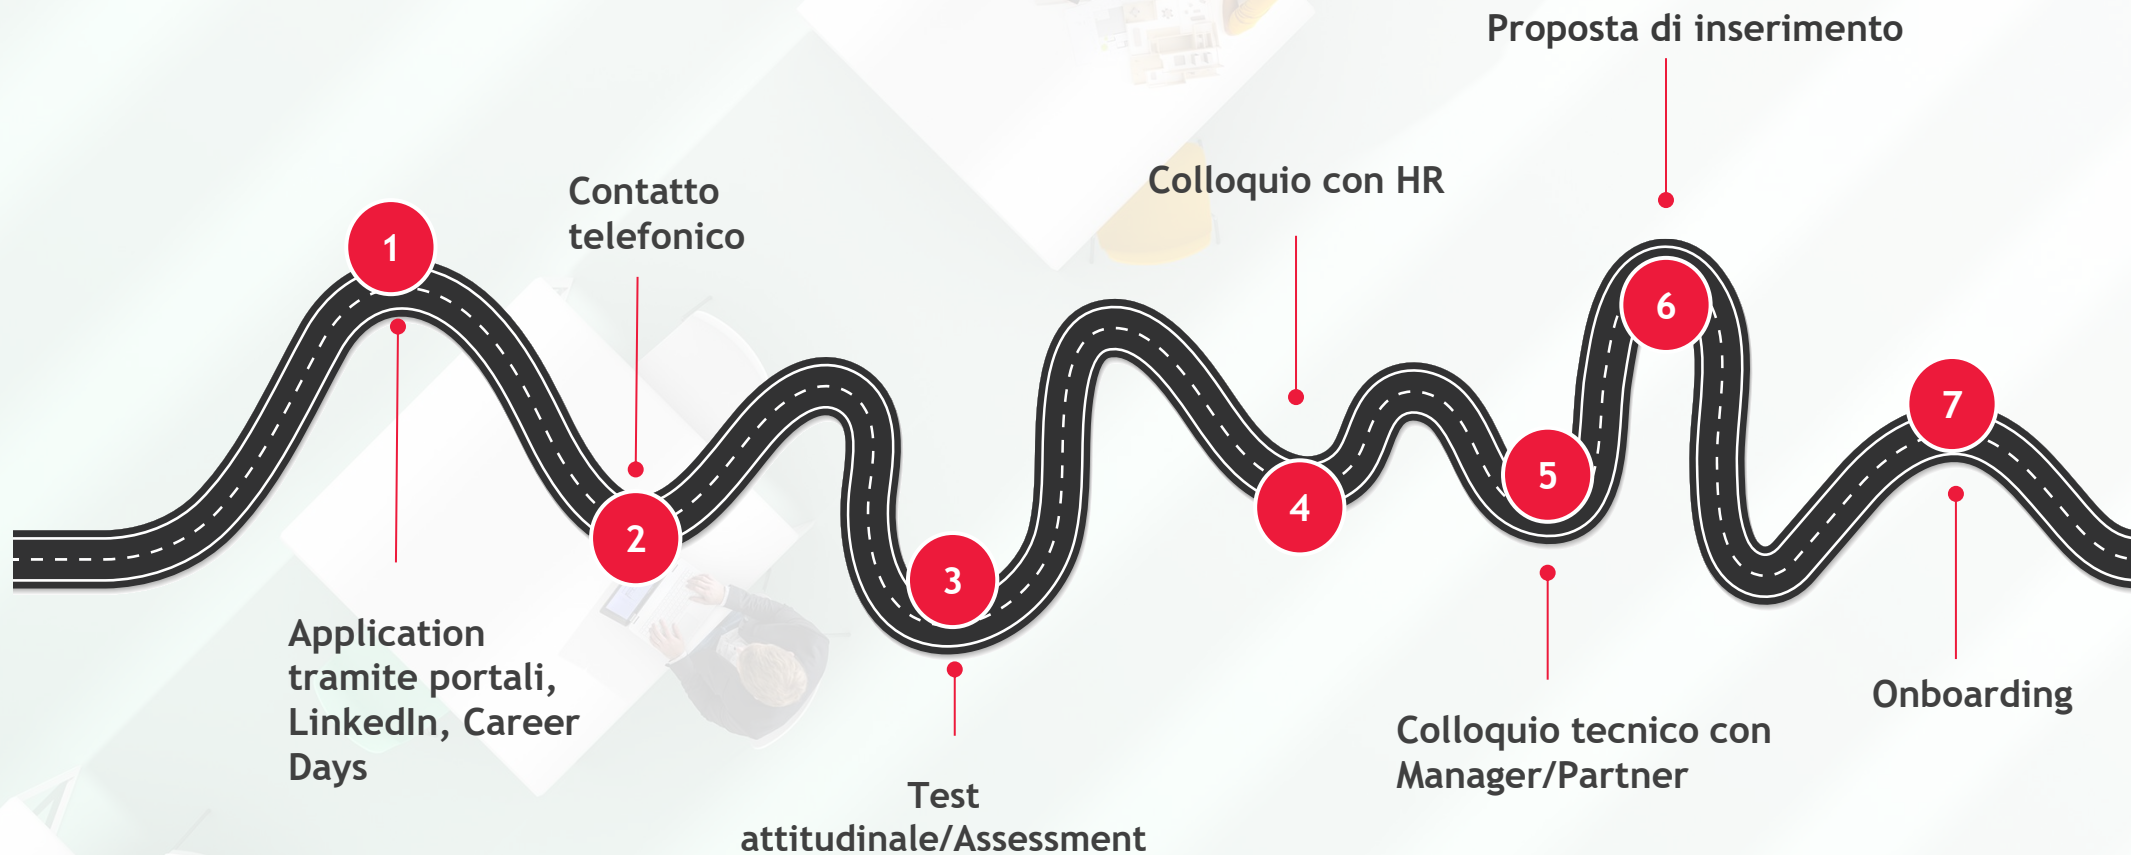 1
Application
tramite portali,
LinkedIn, Career
Days
2
Contatto
telefonico
3
Test
attitudinale/Assessment
4
Colloquio con HR
5
Colloquio tecnico con
Manager/Partner
6
Proposta di inserimento
7
Onboarding